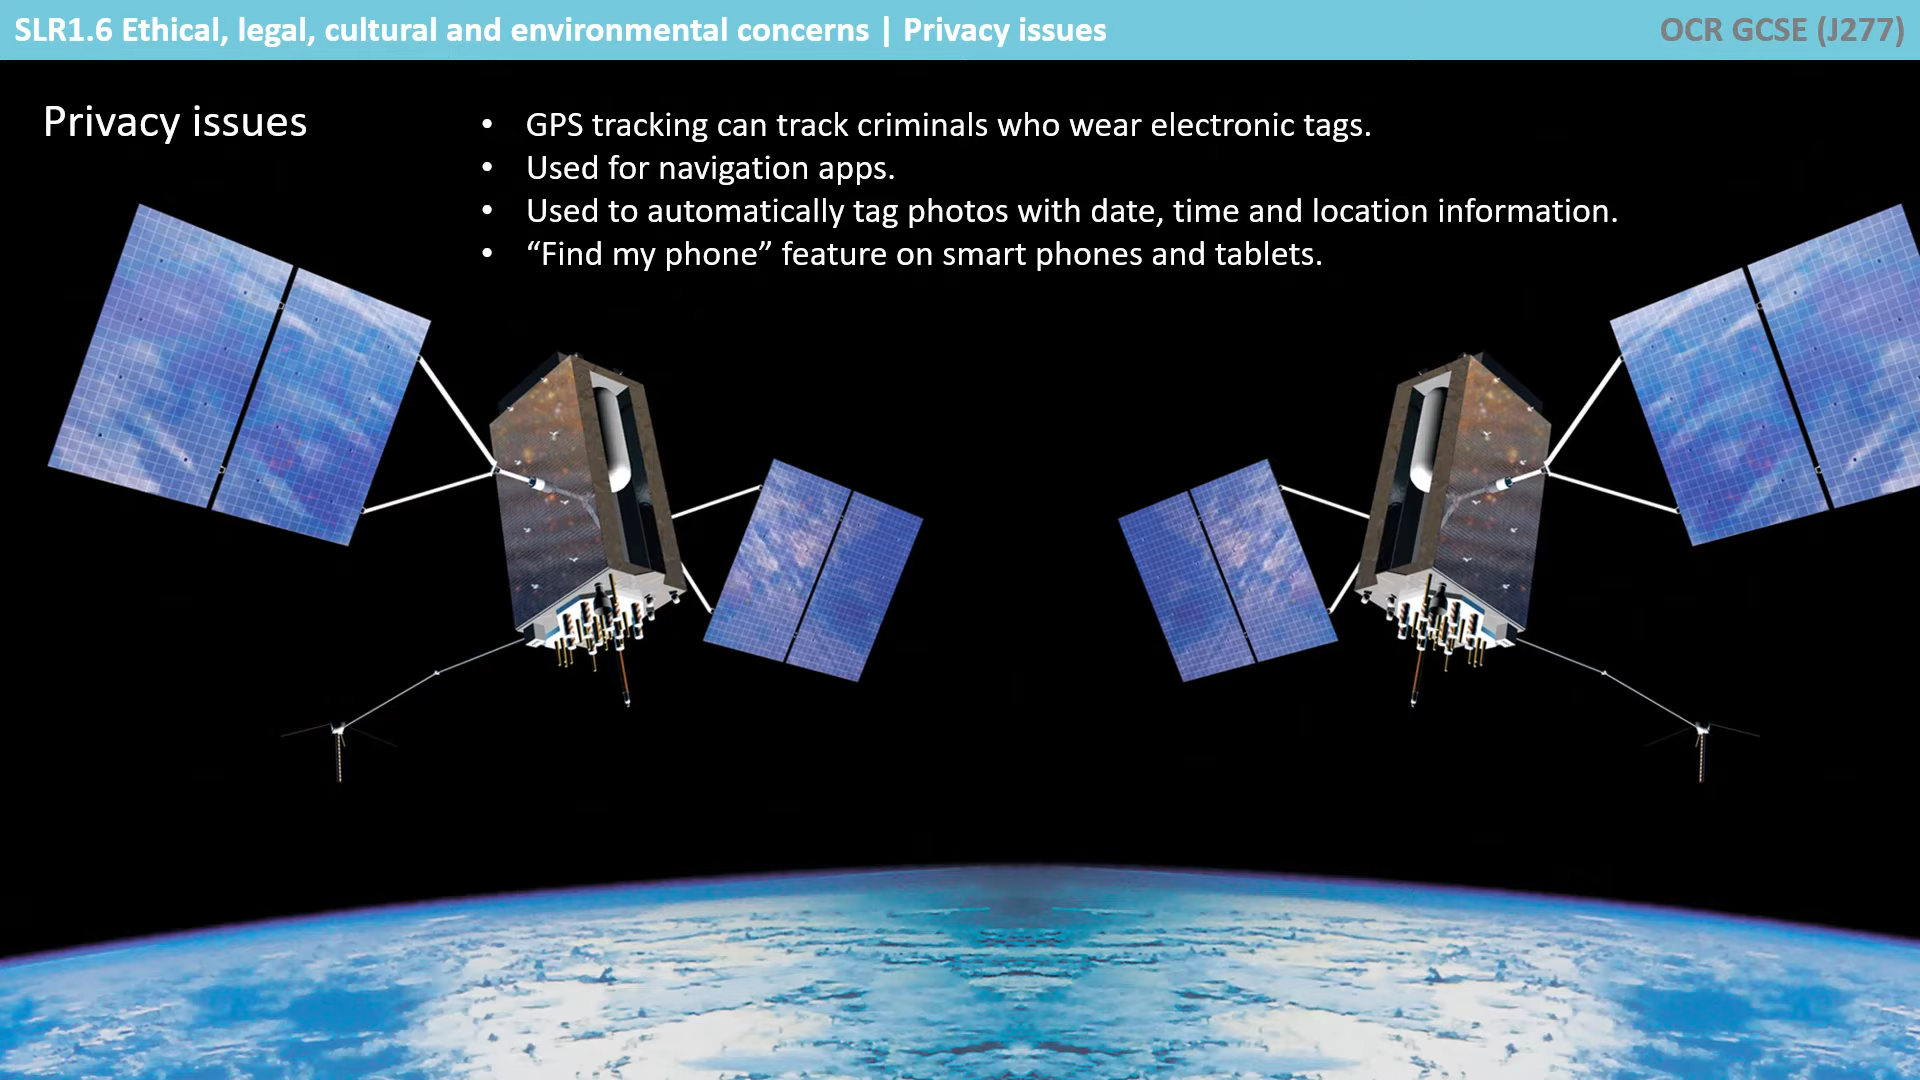 SLR1.6 Ethical, legal, cultural and environmental concerns | Privacy issues
OCR GCSE (J277)
Privacy issues
• GPS tracking can track criminals who wear electronic tags.
• Used for navigation apps.
• Used to automatically tag photos with date, time and location information.
• “Find my phone” feature on smart phones and tablets.